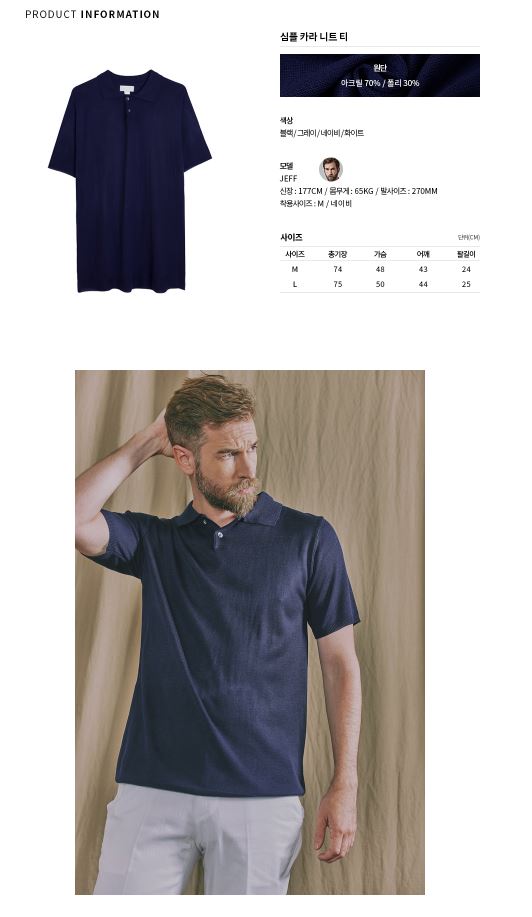 PRODUCT INFORMATION
심플 카라 니트 티
원단
아크릴 70% / 폴리 30%
색상
블랙/그레이/네이비/화이트
모델
JEFF
신장 : 177CM / 몸무게 : 65KG / 발사이즈 : 270MM
착용사이즈 : M / 네이비
사이즈 단위(CM)
사이즈 총기장 가슴 어깨 팔길이
M 74 48 43 24
L 75 50 44 25